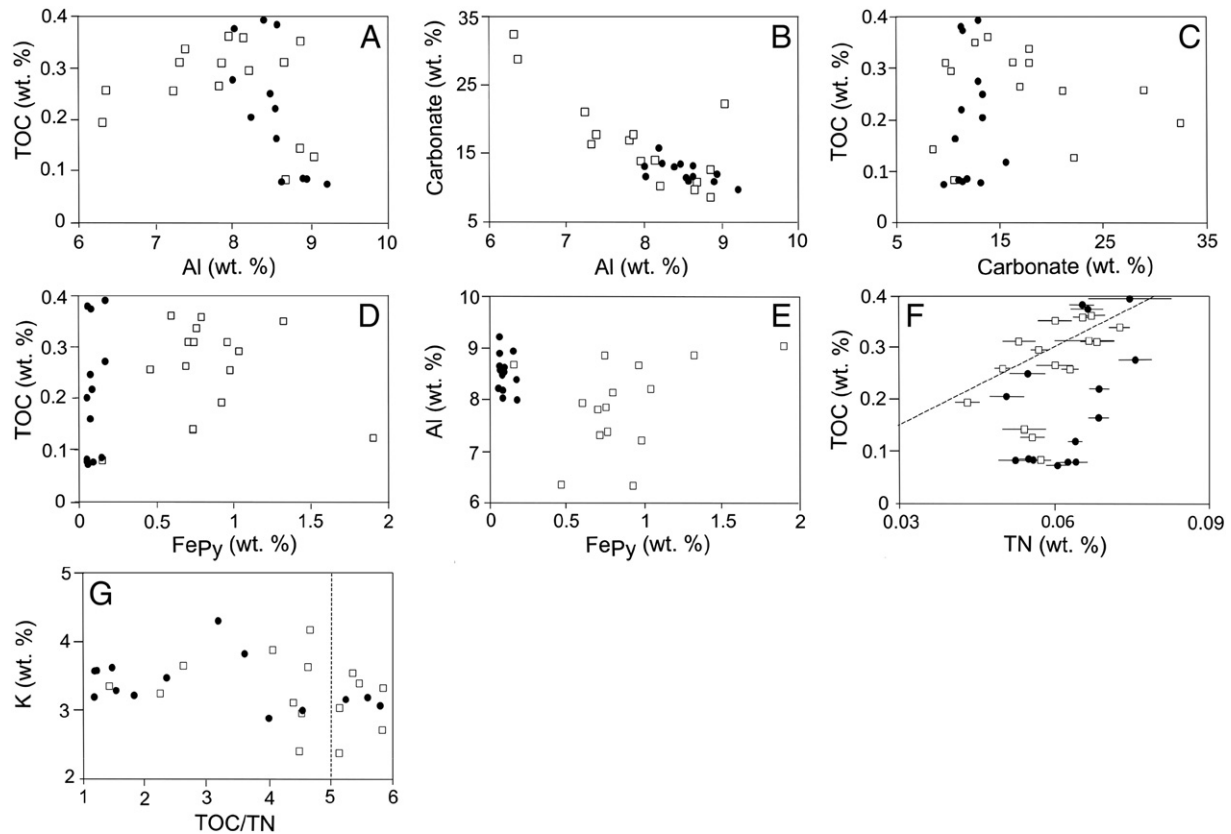 A
TOC (wt. %)
0.4
0.3
0.2
0.1
0
6 7 8 9 10
Al (wt. %)
B
Carbonate (wt. %)
35
25
15
5
6 7 8 9 10
Al (wt. %)
C
TOC (wt. %)
0.4
0.3
0.2
0.1
0
5 15 25 35
Carbonate (wt. %)
D
TOC (wt. %)
0.4
0.3
0.2
0.1
0
0 0.5 1 1.5 2
FePy (wt. %)
E
Al (wt. %)
10
9
8
7
6
0 0.5 1 1.5 2
FePy (wt. %)
F
TOC (wt. %)
0.4
0.3
0.2
0.1
0
0.03 0.06 0.09
TN (wt. %)
G
K (wt. %)
5
4
3
2
1 2 3 4 5 6
TOC/TN